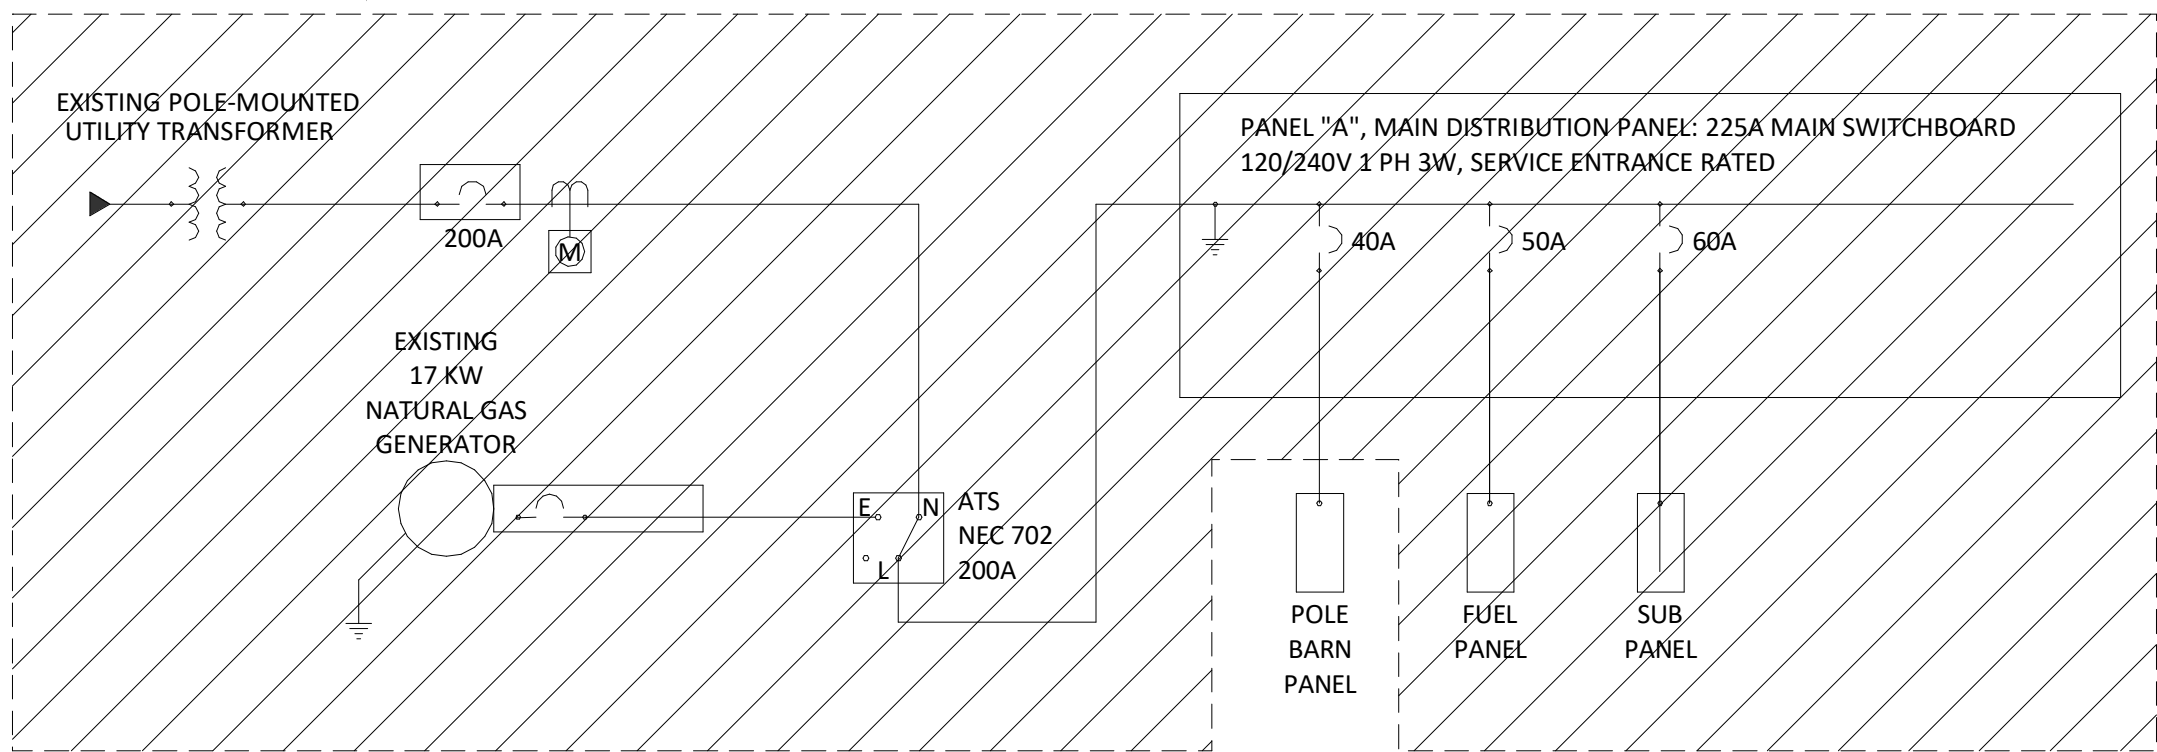 EXISTING POLE-MOUNTED
UTILITY TRANSFORMER
200A
M
PANEL "A", MAIN DISTRIBUTION PANEL: 225A MAIN SWITCHBOARD
120/240V 1 PH 3W, SERVICE ENTRANCE RATED
40A
50A
60A
EXISTING
17 KW
NATURAL GAS
GENERATOR
E
N
L
ATS
NEC 702
200A
POLE
BARN
PANEL
FUEL
PANEL
SUB
PANEL